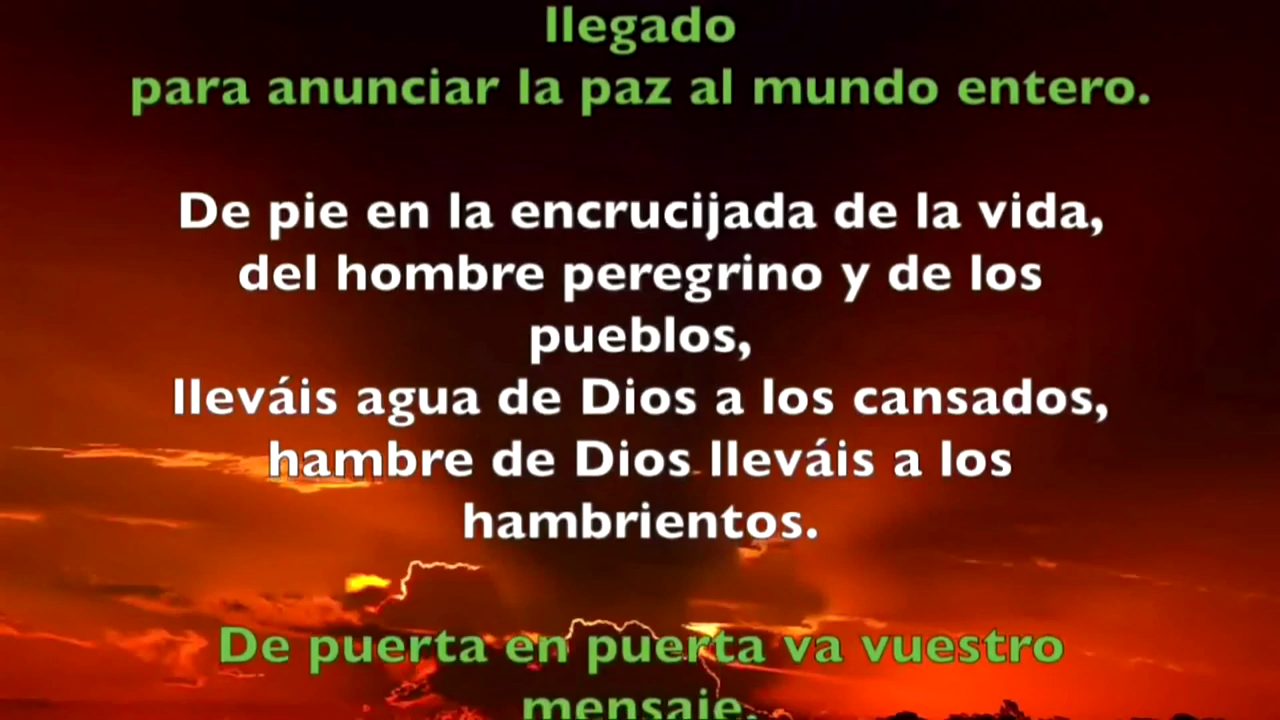 llegado
para anunciar la paz al mundo entero.
De pie en la encrucijada de la vida,
del hombre peregrino y de los
pueblos,
lleváis agua de Dios a los cansados,
hambre de Dios lleváis a los
hambrientos.
De puerta en puerta va vuestro
mensaje,